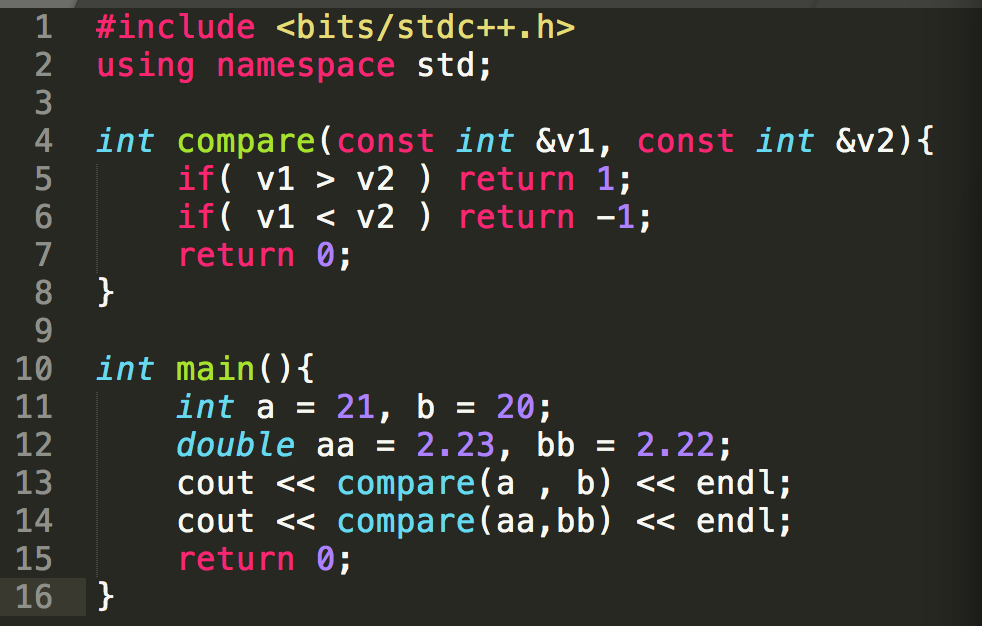 1 #include <bits/stdc++.h>
2 using namespace std;
3
4 int compare(const int &v1, const int &v2){
5     if( v1 > v2 ) return 1;
6     if( v1 < v2 ) return -1;
7     return 0;
8 }
9
10 int main(){
11     int a = 21, b = 20;
12     double aa = 2.23, bb = 2.22;
13     cout << compare(a , b) << endl;
14     cout << compare(aa,bb) << endl;
15     return 0;
16 }